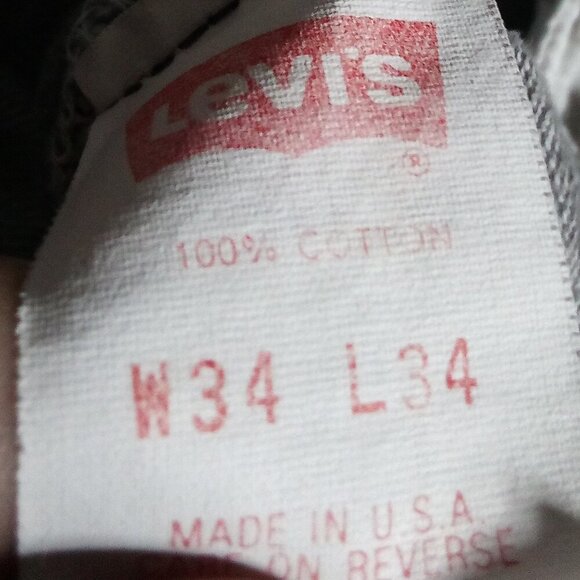 Levi's
®
100% COTTON
W34 L34
MADE IN U.S.A.
ON REVERSE